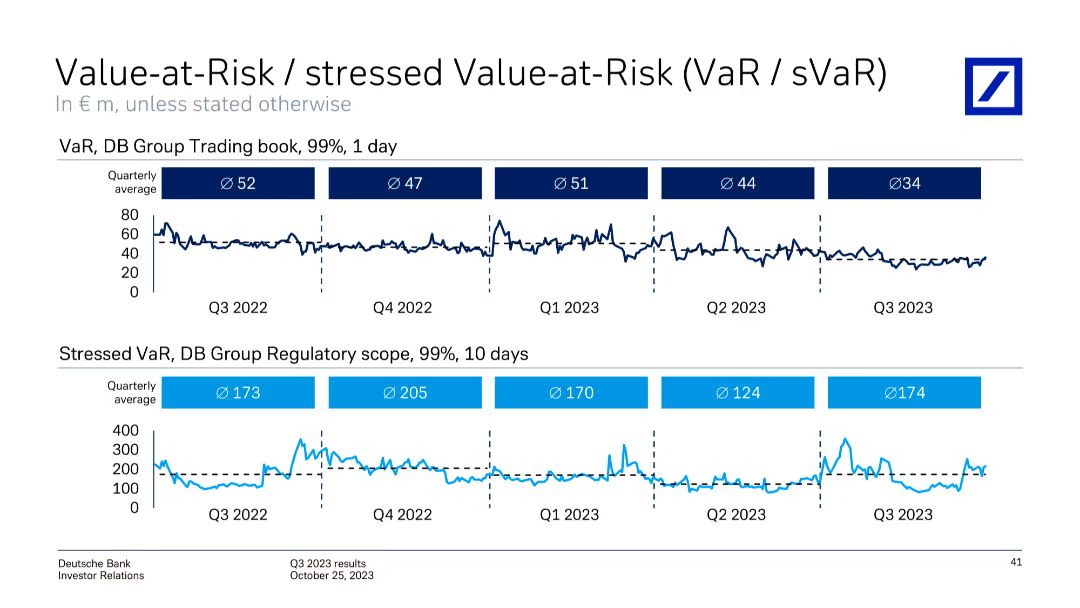 Value-at-Risk / stressed Value-at-Risk (VaR / sVaR)
In € m, unless stated otherwise
VaR, DB Group Trading book, 99%, 1 day
Quarterly
average
∅ 52
∅ 47
∅ 51
∅ 44
∅34
80
60
40
20
0
Q3 2022
Q4 2022
Q1 2023
Q2 2023
Q3 2023
Stressed VaR, DB Group Regulatory scope, 99%, 10 days
Quarterly
average
∅ 173
∅ 205
∅ 170
∅ 124
∅174
400
300
200
100
0
Q3 2022
Q4 2022
Q1 2023
Q2 2023
Q3 2023
Deutsche Bank
Investor Relations
Q3 2023 results
October 25, 2023
41